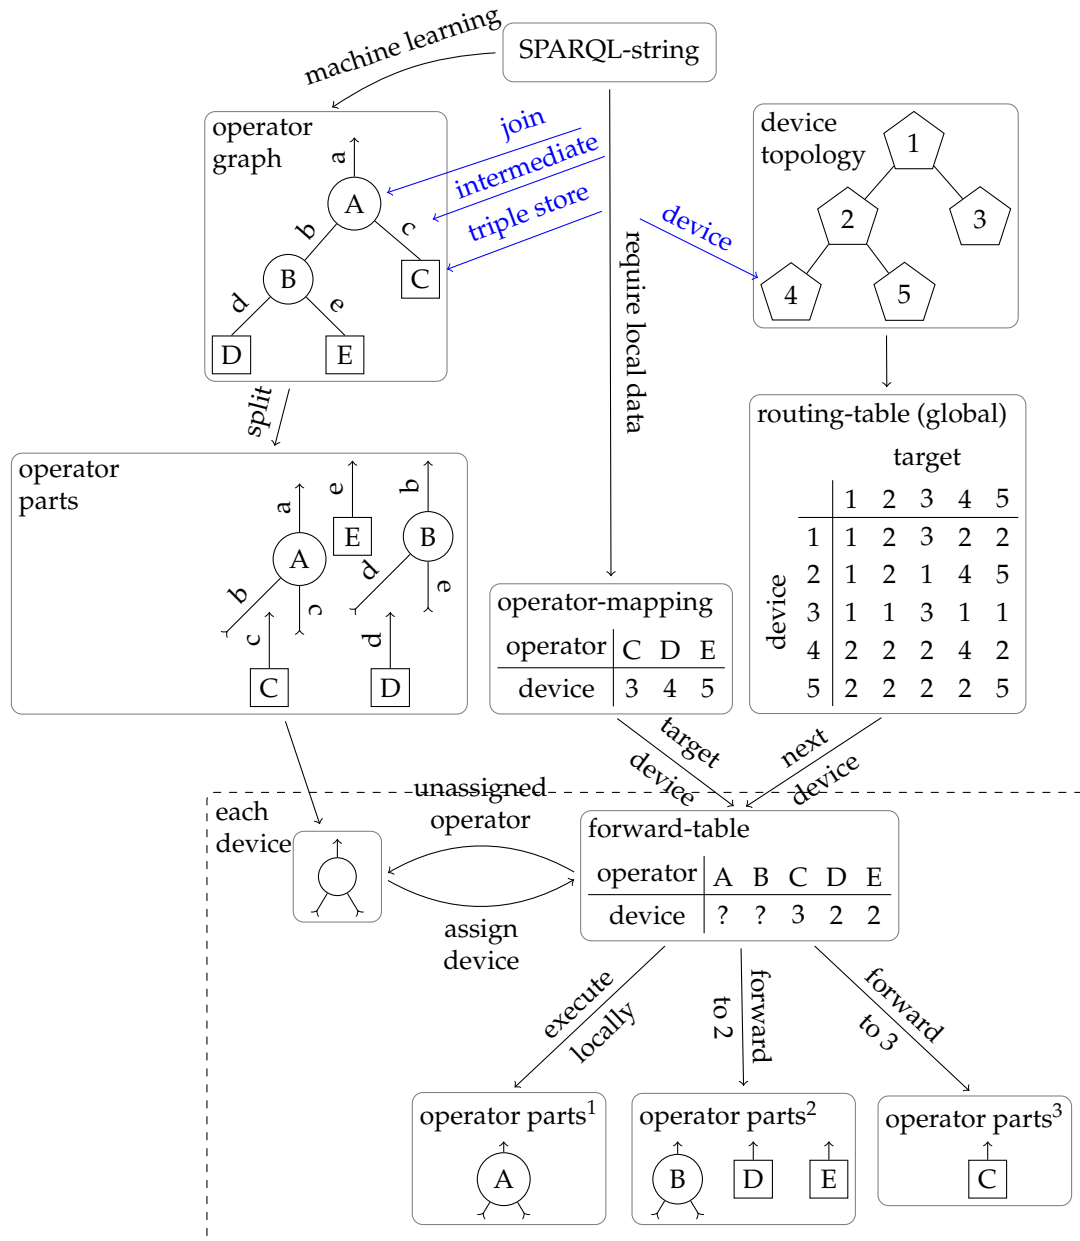 machine learning
SPARQL-string
operator
graph
a
A
b
c
B
C
d
e
D
E
join
intermediate
triple store
device
require local data
device
topology
1
2
3
4
5
split
operator
parts
a
A
b
c
e
E
b
B
d
e
c
C
d
D
operator-mapping
operator C D E
device 3 4 5
routing-table (global)
target
device
1 2 3 4 5
1 1 2 3 2 2
2 1 2 1 4 5
3 1 1 3 1 1
4 2 2 2 4 2
5 2 2 2 2 5
target
device
next
device
each
device
unassigned
operator
assign
device
forward-table
operator A B C D E
device ? ? 3 2 2
execute
locally
forward
to 2
forward
to 3
operator parts¹
A
operator parts²
B D E
operator parts³
C